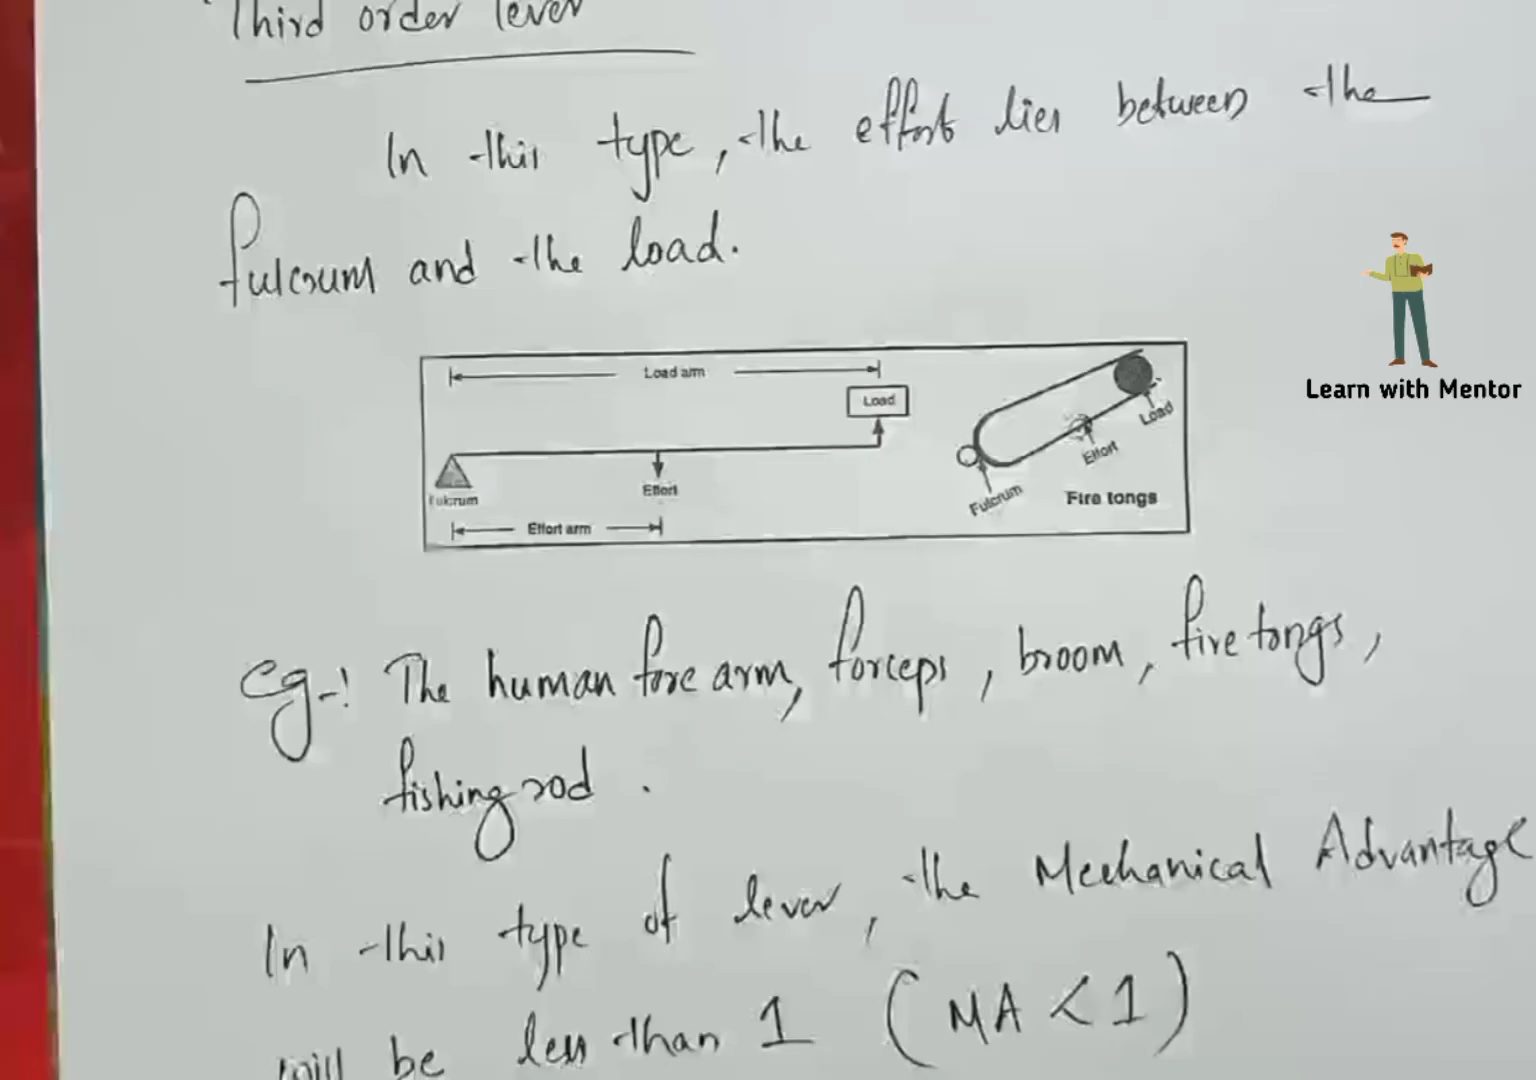 Third order lever
In this type, the effort lies between the
fulcrum and the load.
Load arm
Load
Fulcrum
Effort
Effort arm
Load
Effort
Fulcrum
Fire tongs
Learn with Mentor
eg-: The human fore arm, forceps, broom, fire tongs,
fishing rod.
In this type of lever, the Mechanical Advantage
will be less than 1 (MA < 1)